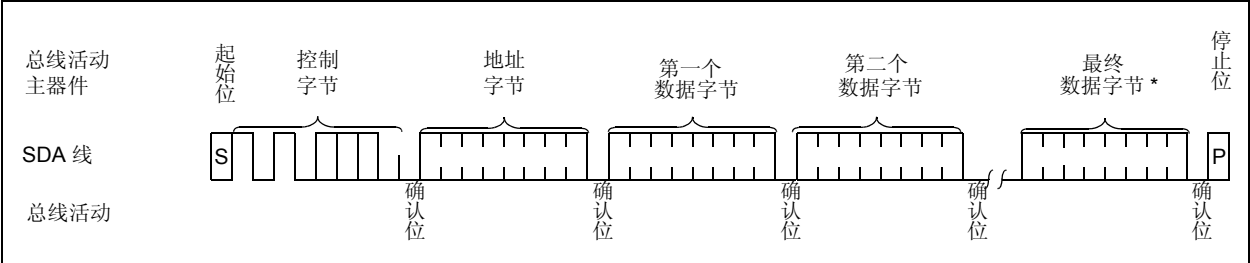 总线活动
主器件
起始位
控制
字节
地址
字节
第一个
数据字节
第二个
数据字节
最终
数据字节 *
停止位
SDA 线
S
P
总线活动
确认位
确认位
确认位
确认位
确认位